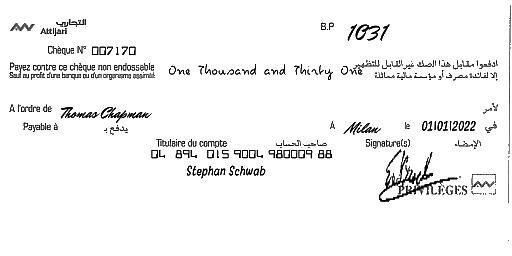 التجاري
Attijari
B.P 1031
Chèque N° 007170
Payez contre ce chèque non endossable
ادفعوا مقابل هذا الصك غير القابل للتظهير
One Thousand and Thirty One
Sauf au profit d'une banque ou d'un organisme assimilé
إلا لفائدة مصرف أو مؤسسة مالية مماثلة
A l'ordre de Thomas Chapman لأمر
Payable à يدفع بـ
A Milan le 01/01/2022 في
Titulaire du compte صاحب الحساب
Signature(s) الإمضاء
04 894 015 9004 980009 88
Stephan Schwab
PRIVILÈGES